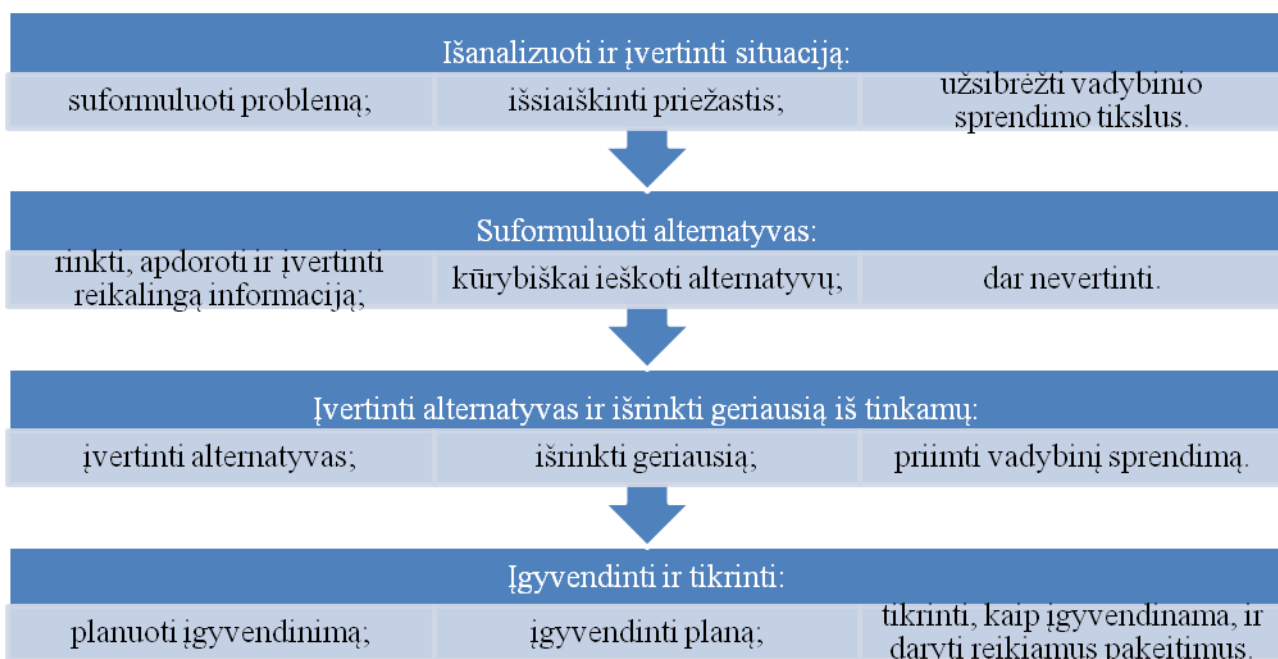 Išanalizuoti ir įvertinti situaciją:
suformuluoti problemą;
išsiaiškinti priežastis;
užsibrėžti vadybinio
sprendimo tikslus.
Suformuluoti alternatyvas:
rinkti, apdoroti ir įvertinti
reikalingą informaciją;
kūrybiškai ieškoti alternatyvų;
dar nevertinti.
Įvertinti alternatyvas ir išrinkti geriausią iš tinkamų:
įvertinti alternatyvas;
išrinkti geriausią;
priimti vadybinį sprendimą.
Įgyvendinti ir tikrinti:
planuoti įgyvendinimą;
įgyvendinti planą;
tikrinti, kaip įgyvendinama, ir
daryti reikiamus pakeitimus.